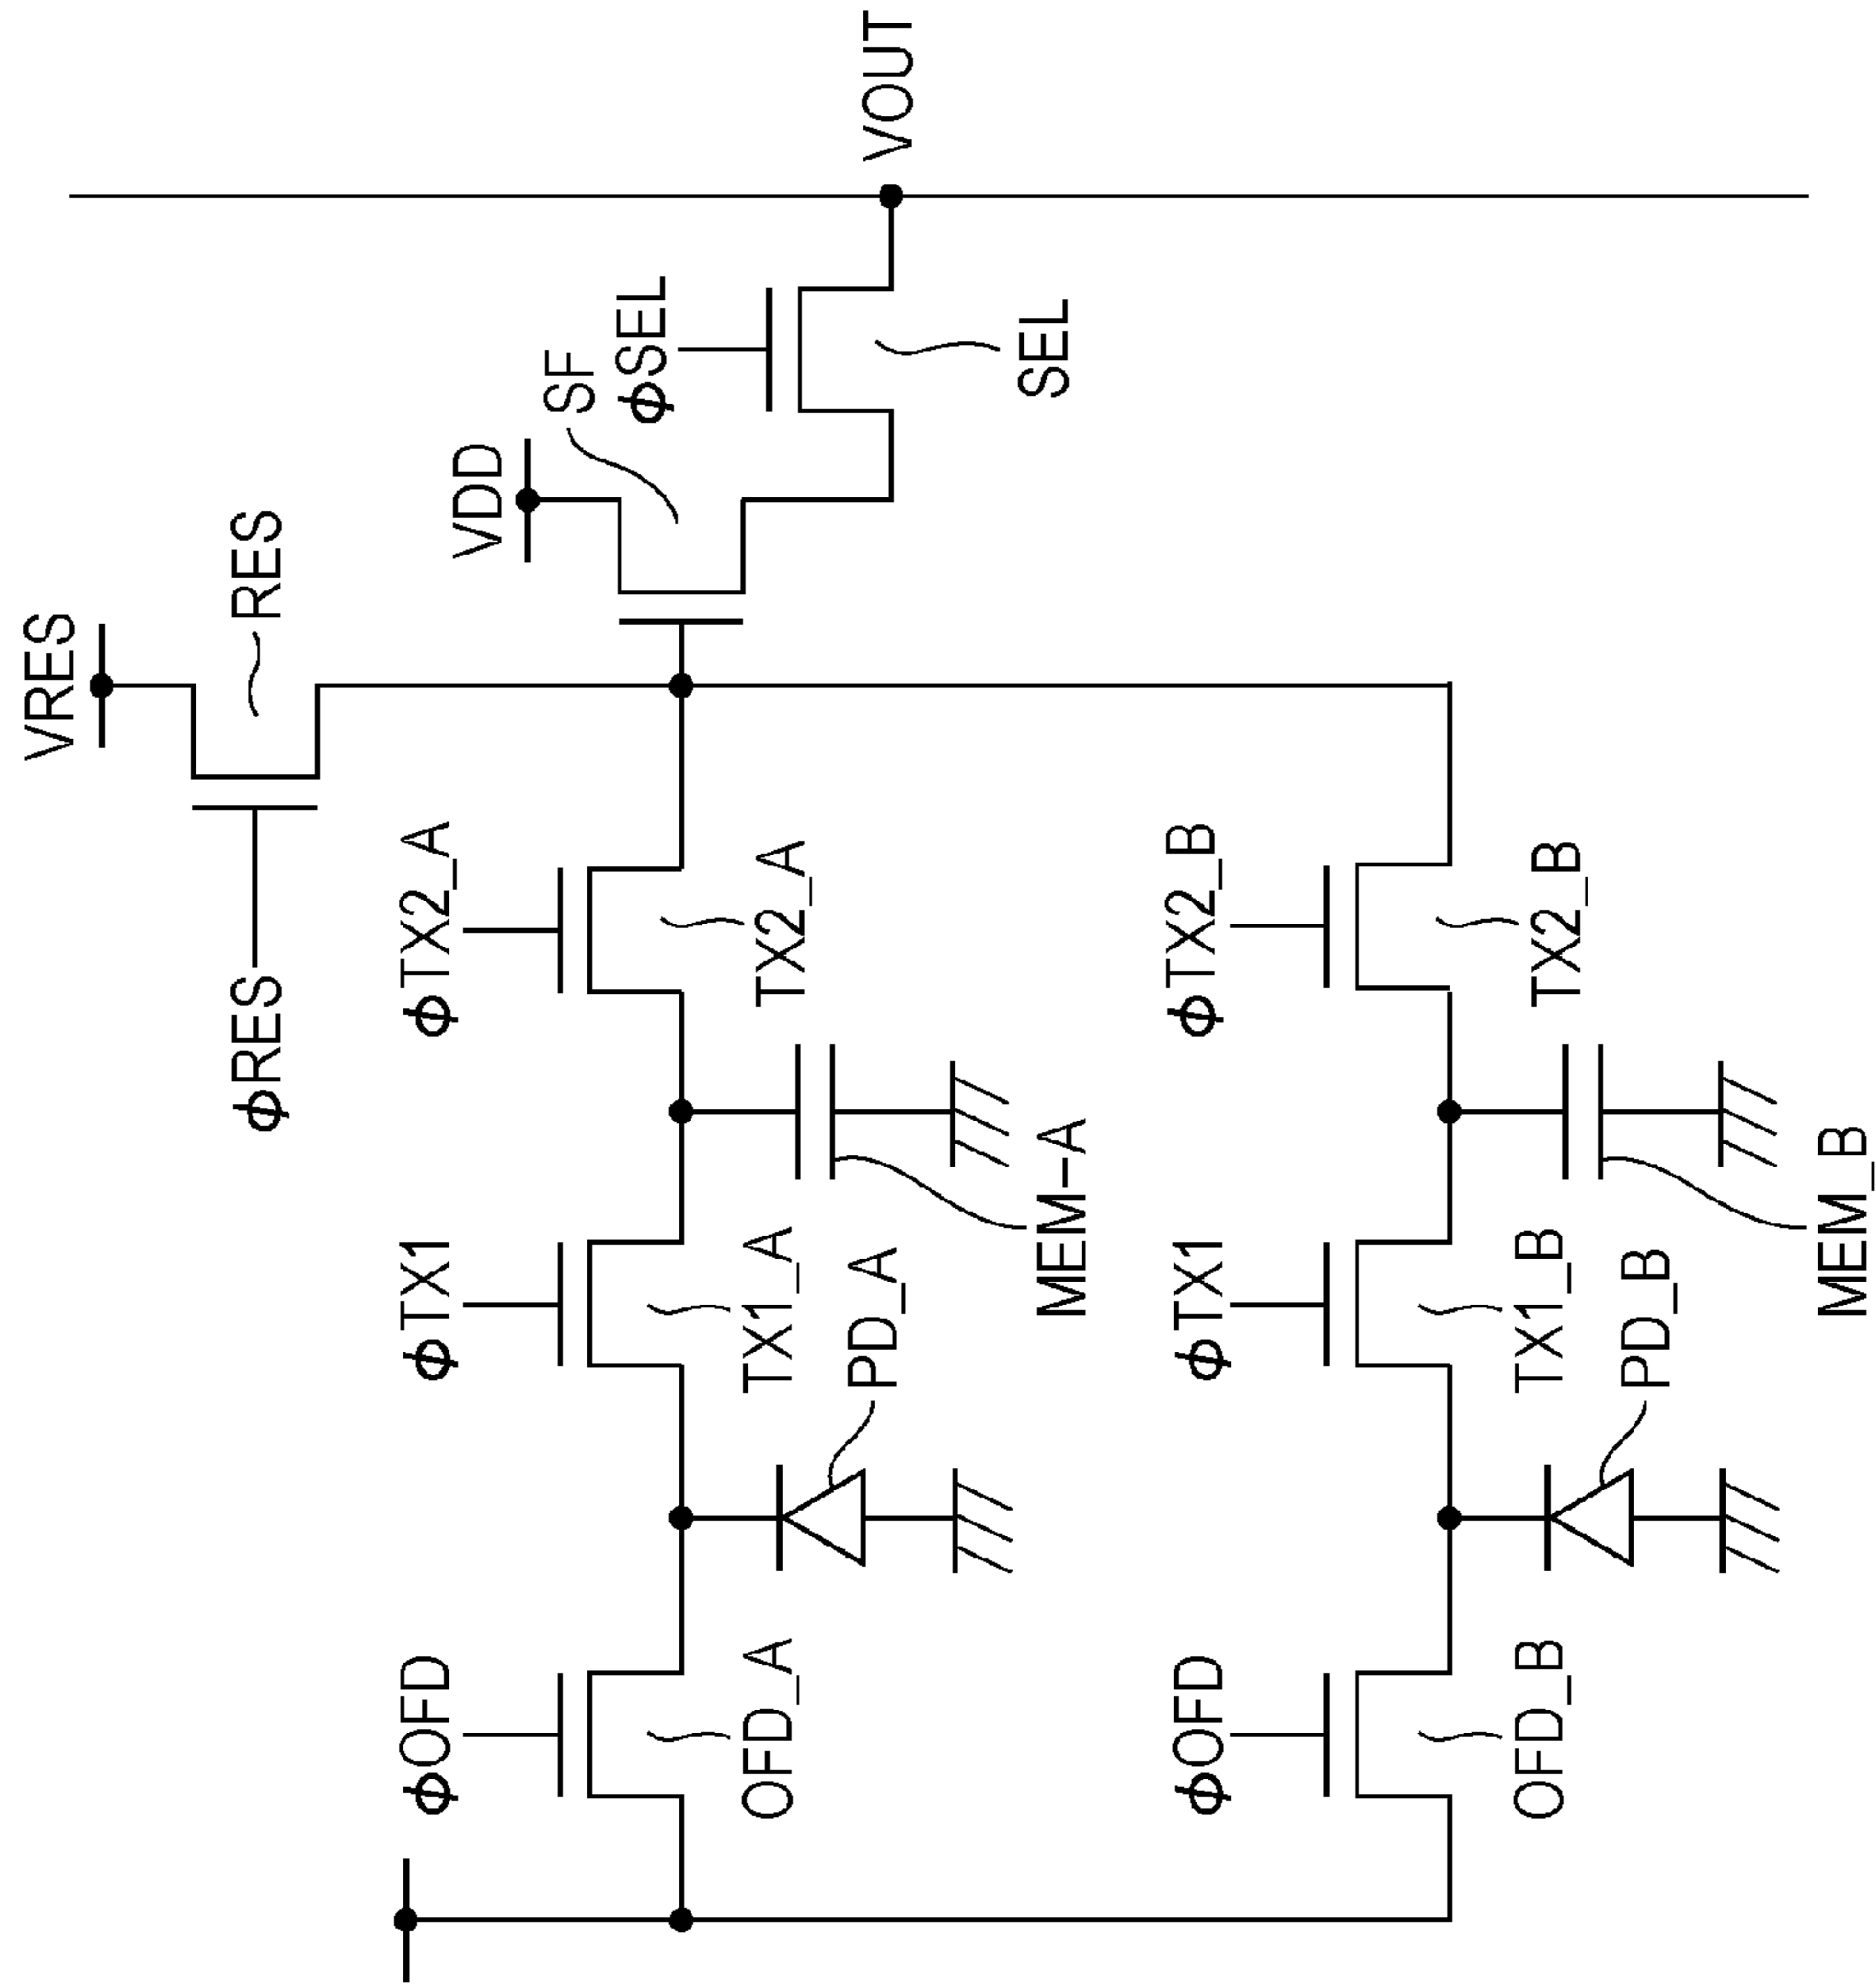 VRES
RES
ϕRES
VDD
SF
ϕSEL
SEL
VOUT
ϕOFD
ϕTX1
ϕTX2_A
OFD_A
TX1_A
TX2_A
PD_A
MEM-A
ϕOFD
ϕTX1
ϕTX2_B
OFD_B
TX1_B
TX2_B
PD_B
MEM_B